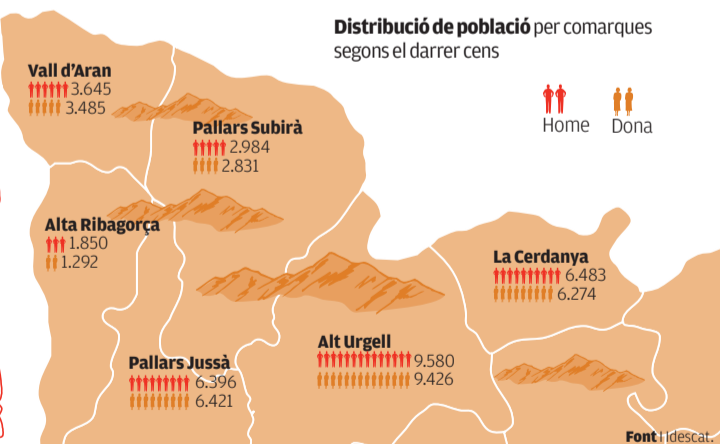 Distribució de població per comarques
segons el darrer cens
Home
Dona
Vall d'Aran
3.645
3.485
Pallars Subirà
2.984
2.831
Alta Ribagorça
1.850
1.292
La Cerdanya
6.483
6.274
Alt Urgell
9.580
9.426
Pallars Jussà
6.396
6.421
Font | Idescat.